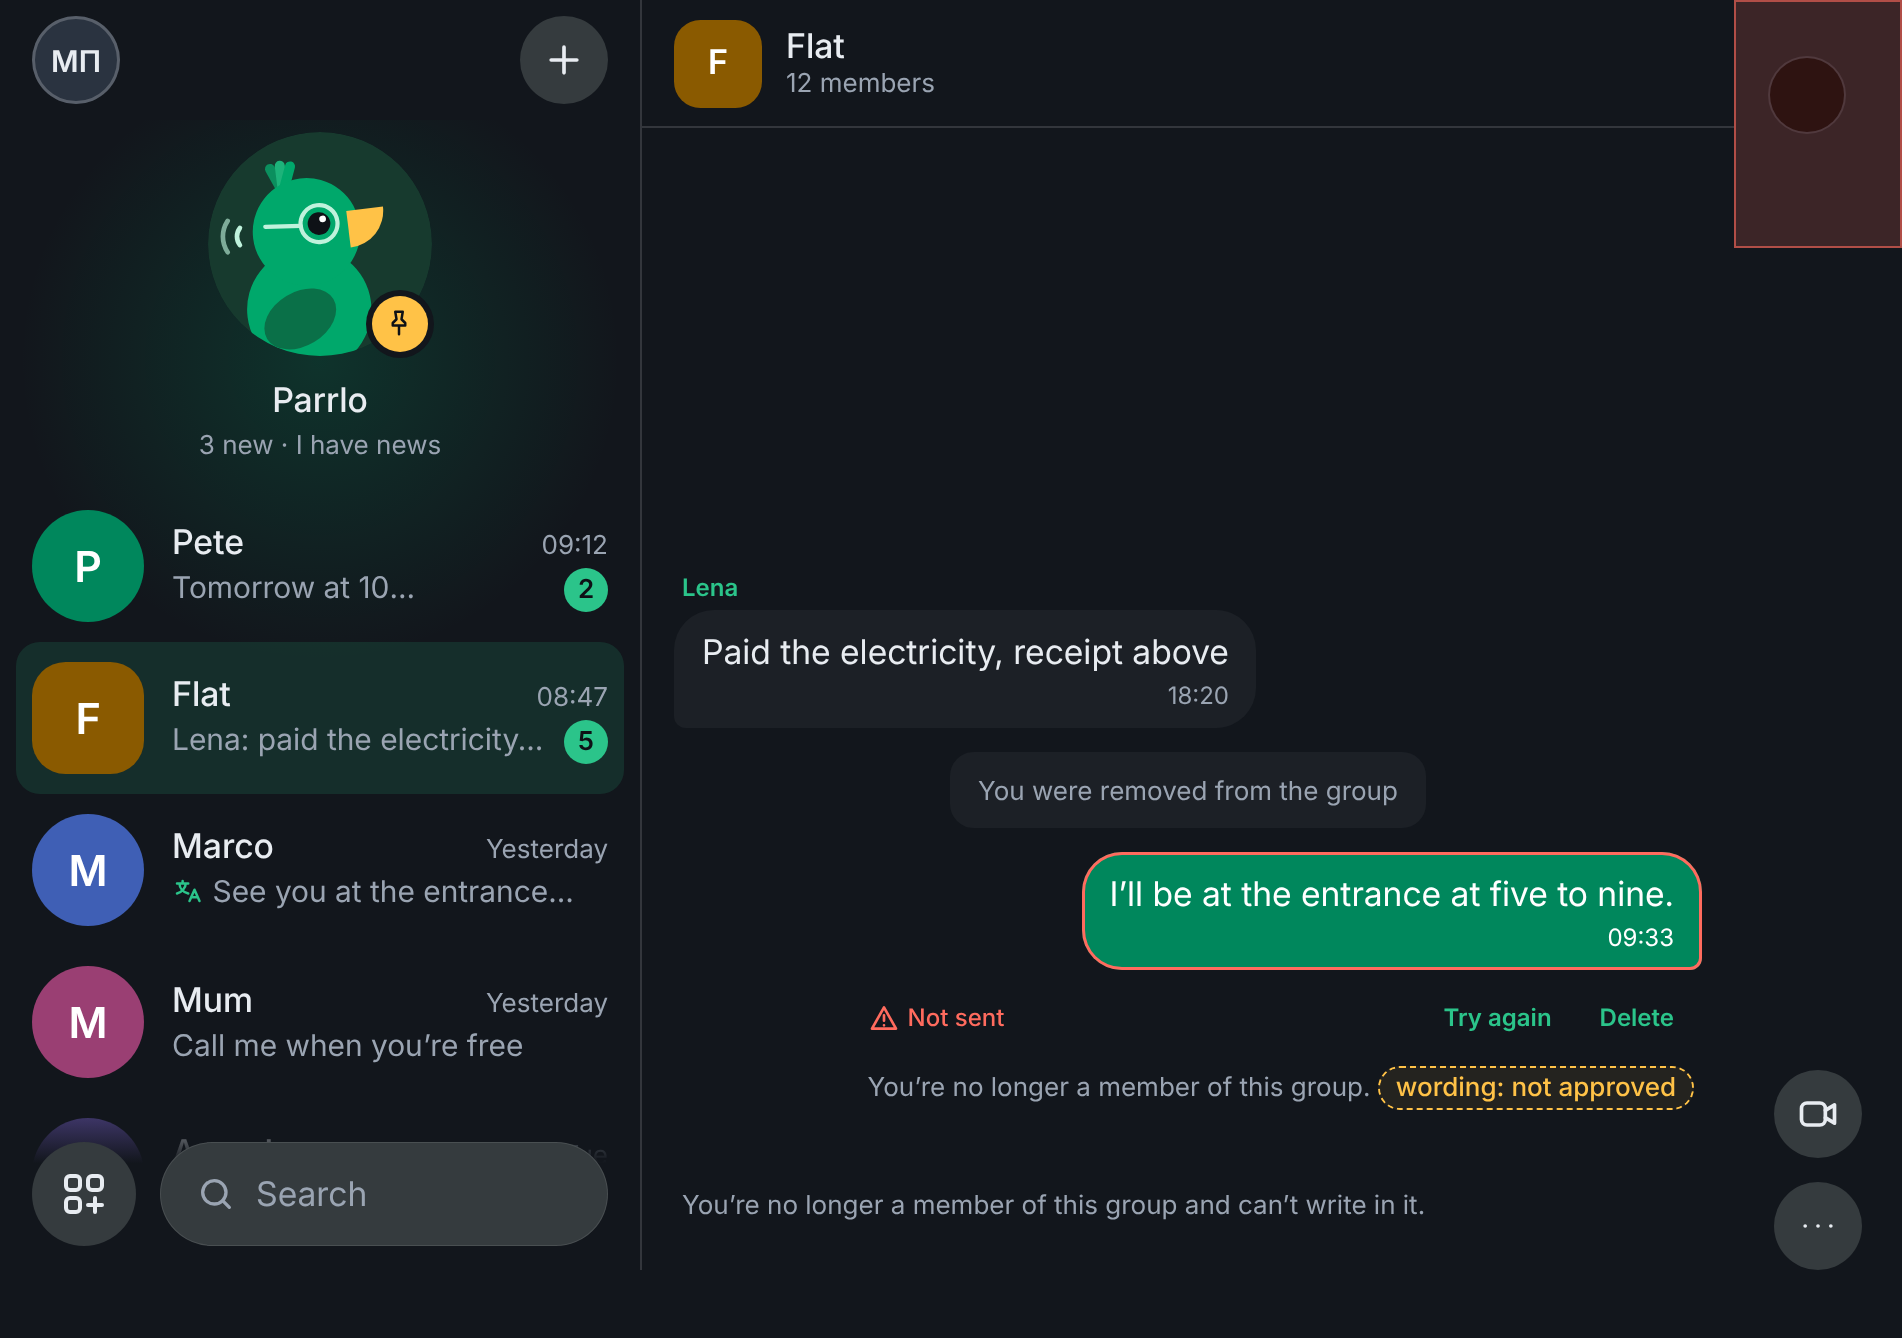 МП
Parrlo
3 new · I have news
P
Pete
09:12
Tomorrow at 10...
2
F
Flat
08:47
Lena: paid the electricity...
5
M
Marco
Yesterday
See you at the entrance...
M
Mum
Yesterday
Call me when you’re free
Search
F
Flat
12 members
Lena
Paid the electricity, receipt above
18:20
You were removed from the group
I’ll be at the entrance at five to nine.
09:33
Not sent
Try again
Delete
You’re no longer a member of this group. wording: not approved
You’re no longer a member of this group and can’t write in it.